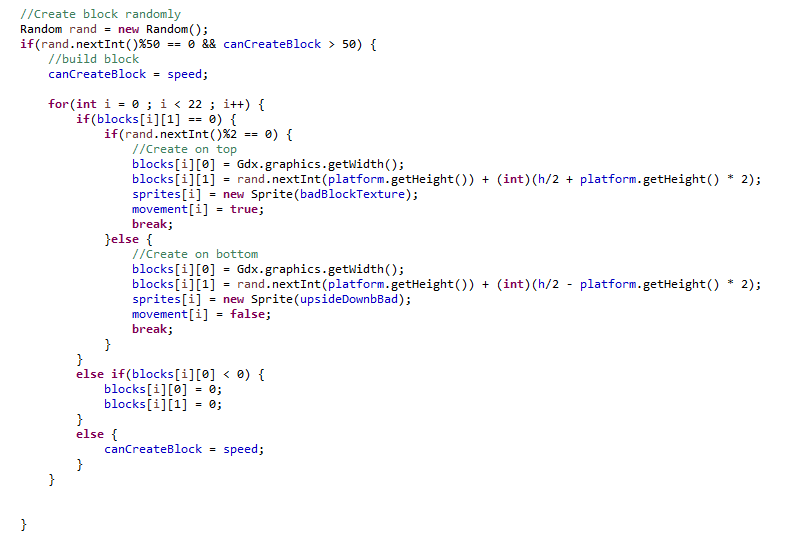 //Create block randomly
Random rand = new Random();
if(rand.nextInt()%50 == 0 && canCreateBlock > 50) {
    //build block
    canCreateBlock = speed;

    for(int i = 0 ; i < 22 ; i++) {
        if(blocks[i][1] == 0) {
            if(rand.nextInt()%2 == 0) {
                //Create on top
                blocks[i][0] = Gdx.graphics.getWidth();
                blocks[i][1] = rand.nextInt(platform.getHeight()) + (int)(h/2 + platform.getHeight() * 2);
                sprites[i] = new Sprite(badBlockTexture);
                movement[i] = true;
                break;
            }else {
                //Create on bottom
                blocks[i][0] = Gdx.graphics.getWidth();
                blocks[i][1] = rand.nextInt(platform.getHeight()) + (int)(h/2 - platform.getHeight() * 2);
                sprites[i] = new Sprite(upsideDownbBad);
                movement[i] = false;
                break;
            }
        }
        else if(blocks[i][0] < 0) {
            blocks[i][0] = 0;
            blocks[i][1] = 0;
        }
        else {
            canCreateBlock = speed;
        }
    }


}